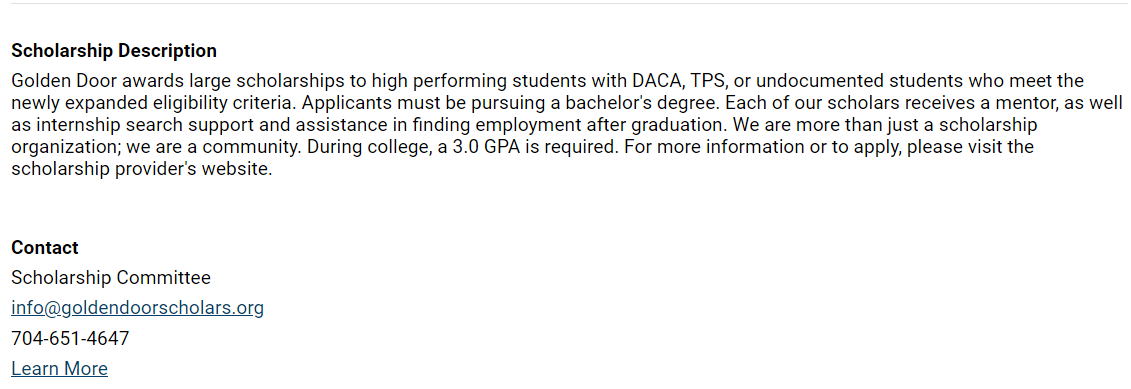 Scholarship Description
Golden Door awards large scholarships to high performing students with DACA, TPS, or undocumented students who meet the
newly expanded eligibility criteria. Applicants must be pursuing a bachelor's degree. Each of our scholars receives a mentor, as well
as internship search support and assistance in finding employment after graduation. We are more than just a scholarship
organization; we are a community. During college, a 3.0 GPA is required. For more information or to apply, please visit the
scholarship provider's website.
Contact
Scholarship Committee
info@goldendoorscholars.org
704-651-4647
Learn More